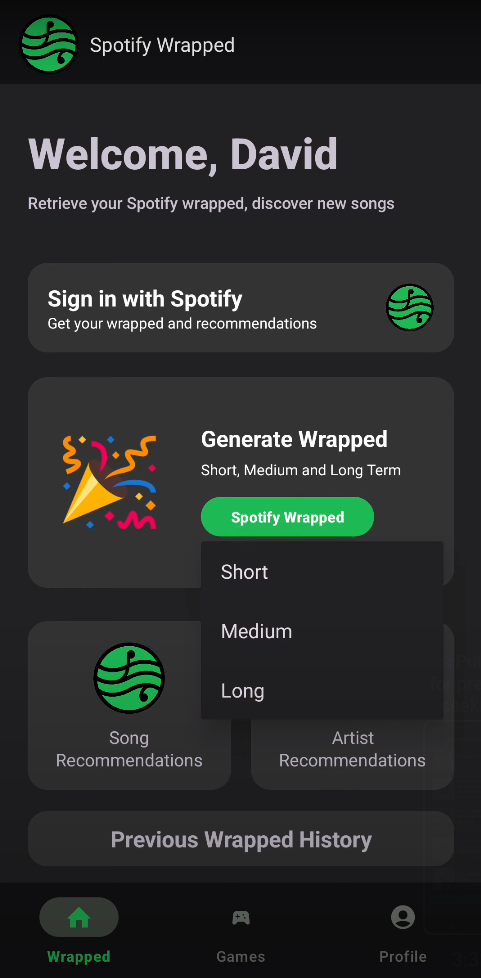 Spotify Wrapped
Welcome, David
Retrieve your Spotify wrapped, discover new songs
Sign in with Spotify
Get your wrapped and recommendations
Generate Wrapped
Short, Medium and Long Term
Spotify Wrapped
Short
Medium
Long
Song
Recommendations
Artist
Recommendations
Previous Wrapped History
Wrapped
Games
Profile